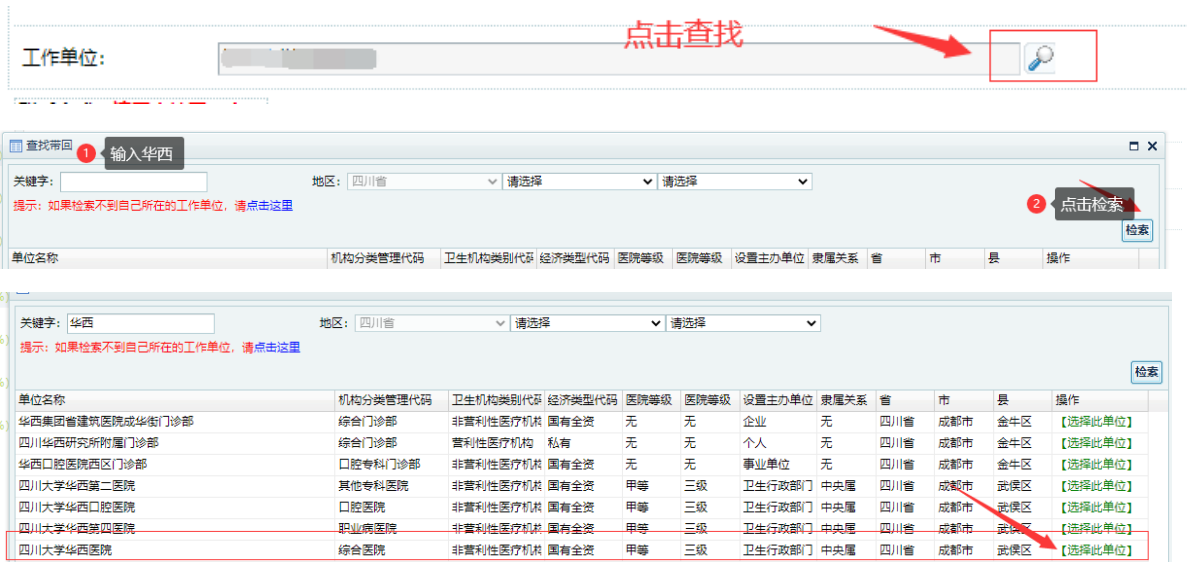 点击查找
工作单位:
查找带回
1 输入华西
关键字: 地区: 四川省 请选择 请选择
提示: 如果检索不到自己所在的工作单位, 请点击这里
2 点击检索
检索
单位名称 机构分类管理代码 卫生机构类别代码 经济类型代码 医院等级 医院等级 设置主办单位 隶属关系 省 市 县 操作
关键字: 华西 地区: 四川省 请选择 请选择
提示: 如果检索不到自己所在的工作单位, 请点击这里
检索
单位名称 机构分类管理代码 卫生机构类别代码 经济类型代码 医院等级 医院等级 设置主办单位 隶属关系 省 市 县 操作
华西集团省建筑医院成华街门诊部 综合门诊部 非营利性医疗机构 国有全资 无 无 企业 无 四川省 成都市 金牛区 【选择此单位】
四川华西研究所附属门诊部 综合门诊部 营利性医疗机构 私有 无 无 个人 无 四川省 成都市 金牛区 【选择此单位】
华西口腔医院西区门诊部 口腔专科门诊部 非营利性医疗机构 国有全资 无 无 事业单位 无 四川省 成都市 金牛区 【选择此单位】
四川大学华西第二医院 其他专科医院 非营利性医疗机构 国有全资 甲等 三级 卫生行政部门 中央属 四川省 成都市 武侯区 【选择此单位】
四川大学华西口腔医院 口腔医院 非营利性医疗机构 国有全资 甲等 三级 卫生行政部门 中央属 四川省 成都市 武侯区 【选择此单位】
四川大学华西第四医院 职业病医院 非营利性医疗机构 国有全资 甲等 三级 卫生行政部门 中央属 四川省 成都市 武侯区 【选择此单位】
四川大学华西医院 综合医院 非营利性医疗机构 国有全资 甲等 三级 卫生行政部门 中央属 四川省 成都市 武侯区 【选择此单位】